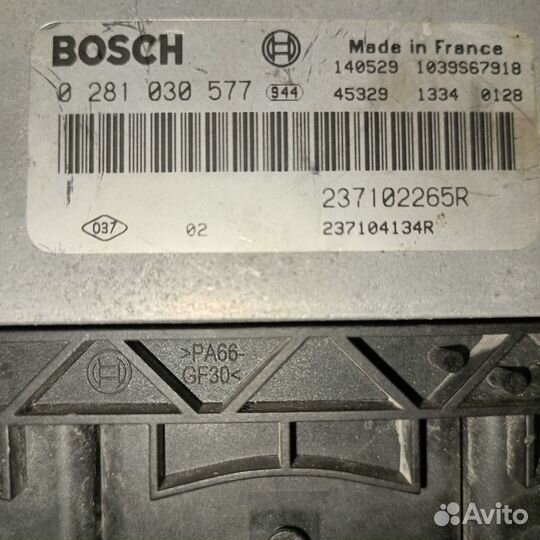 BOSCH
Made in France
140529 1039S67918
0 281 030 577 944 45329 1334 0128
237102265R
037 02 237104134R
>PA66-
GF30<
Avito